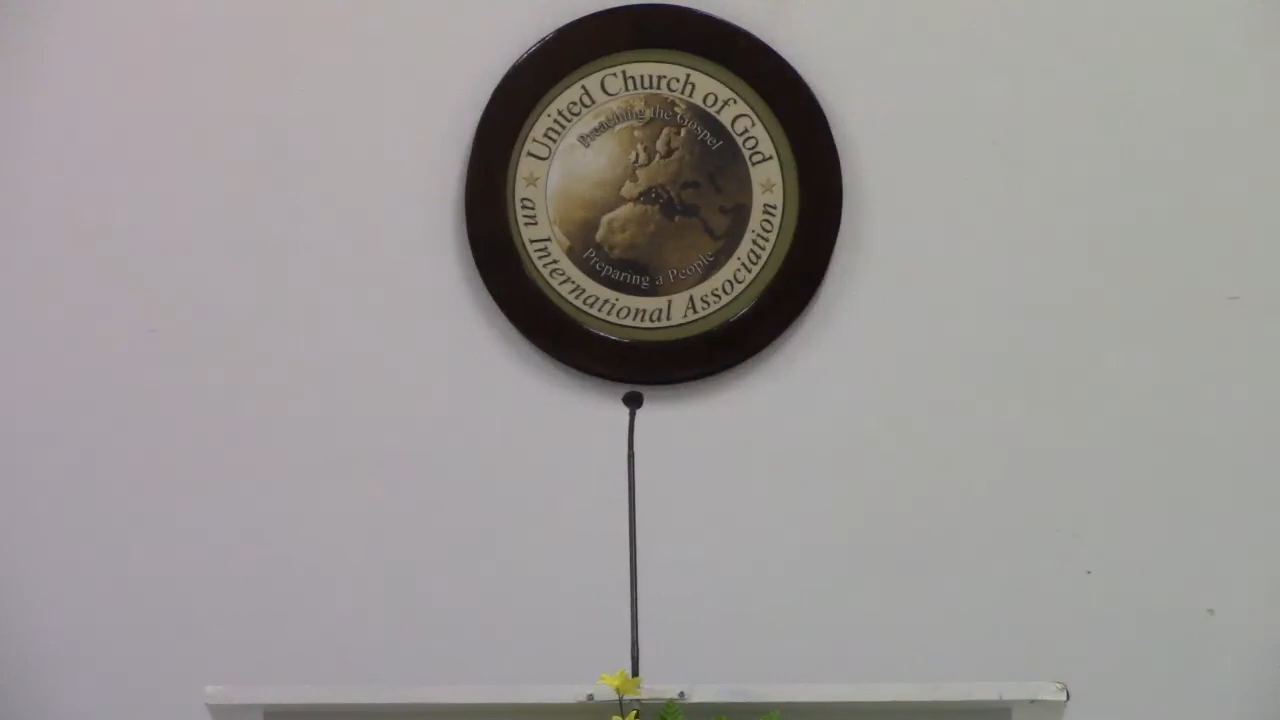 United Church of God
Preaching the Gospel
Preparing a People
an International Association